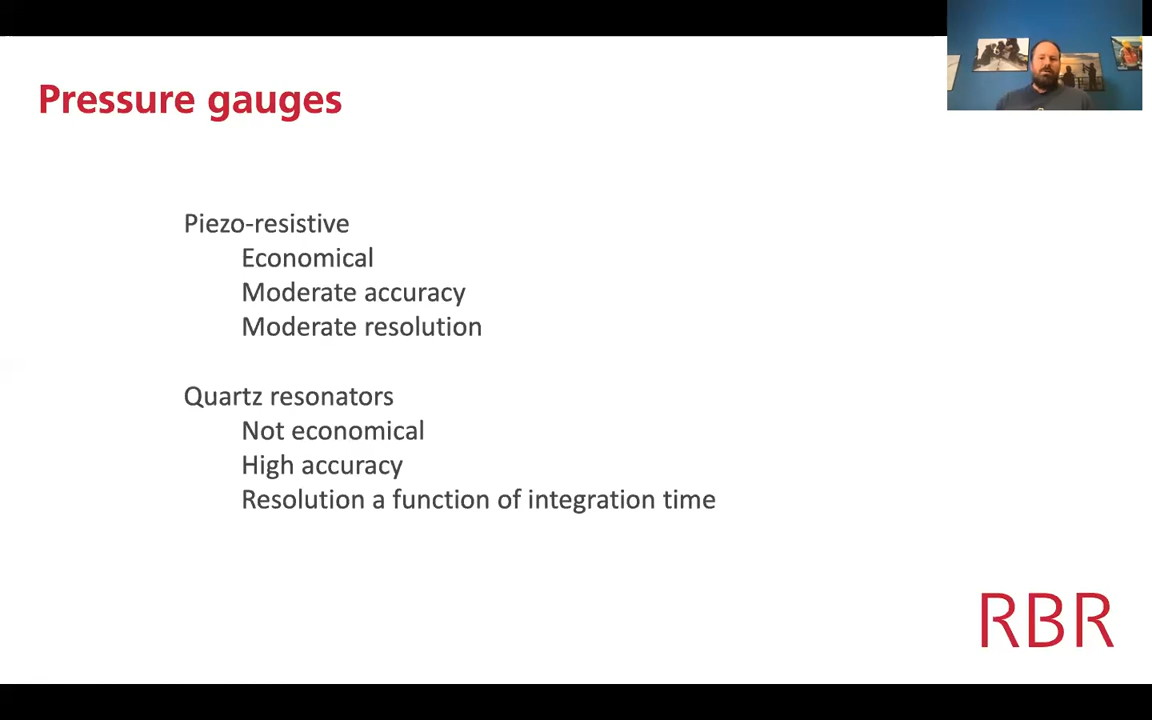 Pressure gauges
Piezo-resistive
Economical
Moderate accuracy
Moderate resolution
Quartz resonators
Not economical
High accuracy
Resolution a function of integration time
RBR